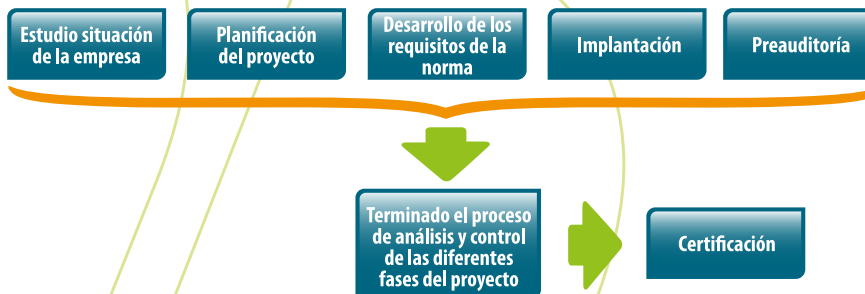 Estudio situación
de la empresa
Planificación
del proyecto
Desarrollo de los
requisitos de la
norma
Implantación
Preauditoría
Terminado el proceso
de análisis y control
de las diferentes
fases del proyecto
Certificación